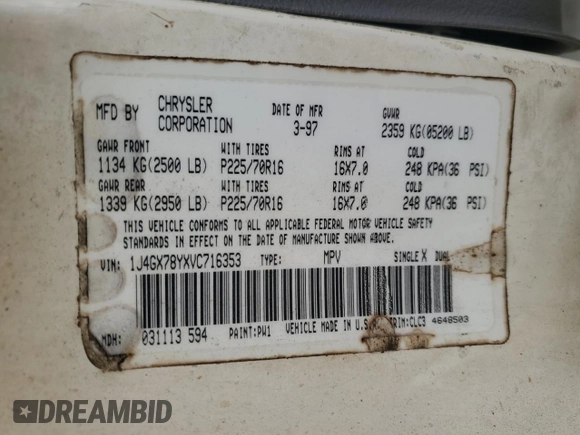 MFD BY CHRYSLER CORPORATION DATE OF MFR 3-97 GVWR 2359 KG(05200 LB)
GAWR FRONT WITH TIRES RIMS AT COLD
1134 KG(2500 LB) P225/70R16 16X7.0 248 KPA(36 PSI)
GAWR REAR WITH TIRES RIMS AT COLD
1339 KG(2950 LB) P225/70R16 16X7.0 248 KPA(36 PSI)
THIS VEHICLE CONFORMS TO ALL APPLICABLE FEDERAL MOTOR VEHICLE SAFETY
STANDARDS IN EFFECT ON THE DATE OF MANUFACTURE SHOWN ABOVE.
VIN: 1J4GX78YXVC716353 TYPE: MPV SINGLE X DUAL
MDH: 031113 594 PAINT:PW1 VEHICLE MADE IN U.S.A. TRIM:CLC3 4648503
DREAMBID